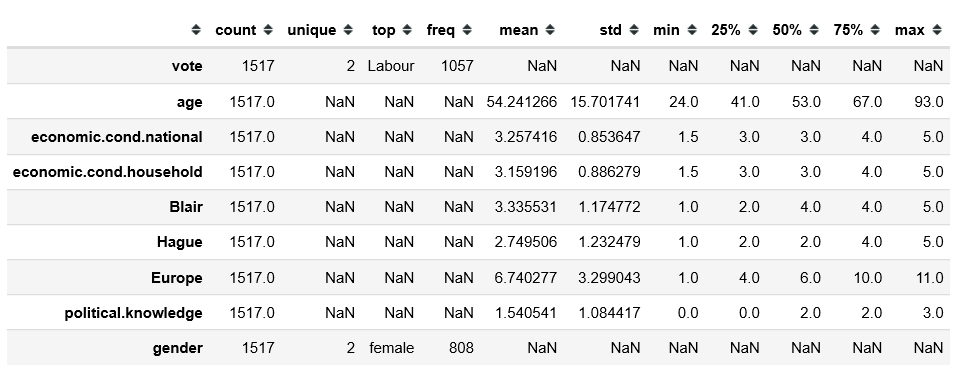 count unique top freq mean std min 25% 50% 75% max
vote 1517 2 Labour 1057 NaN NaN NaN NaN NaN NaN NaN
age 1517.0 NaN NaN NaN 54.241266 15.701741 24.0 41.0 53.0 67.0 93.0
economic.cond.national 1517.0 NaN NaN NaN 3.257416 0.853647 1.5 3.0 3.0 4.0 5.0
economic.cond.household 1517.0 NaN NaN NaN 3.159196 0.886279 1.5 3.0 3.0 4.0 5.0
Blair 1517.0 NaN NaN NaN 3.335531 1.174772 1.0 2.0 4.0 4.0 5.0
Hague 1517.0 NaN NaN NaN 2.749506 1.232479 1.0 2.0 2.0 4.0 5.0
Europe 1517.0 NaN NaN NaN 6.740277 3.299043 1.0 4.0 6.0 10.0 11.0
political.knowledge 1517.0 NaN NaN NaN 1.540541 1.084417 0.0 0.0 2.0 2.0 3.0
gender 1517 2 female 808 NaN NaN NaN NaN NaN NaN NaN